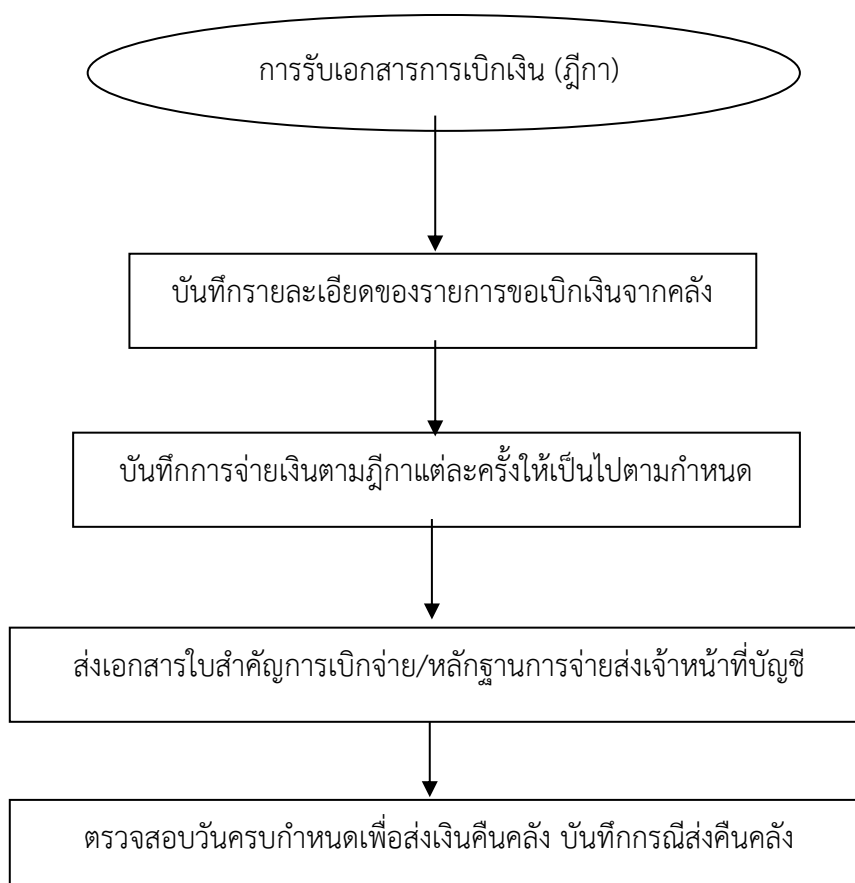 การรับเอกสารการเบิกเงิน (ฎีกา)
บันทึกรายละเอียดของรายการขอเบิกเงินจากคลัง
บันทึกการจ่ายเงินตามฎีกาแต่ละครั้งให้เป็นไปตามกำหนด
ส่งเอกสารใบสำคัญการเบิกจ่าย/หลักฐานการจ่ายส่งเจ้าหน้าที่บัญชี
ตรวจสอบวันครบกำหนดเพื่อส่งเงินคืนคลัง บันทึกกรณีส่งคืนคลัง